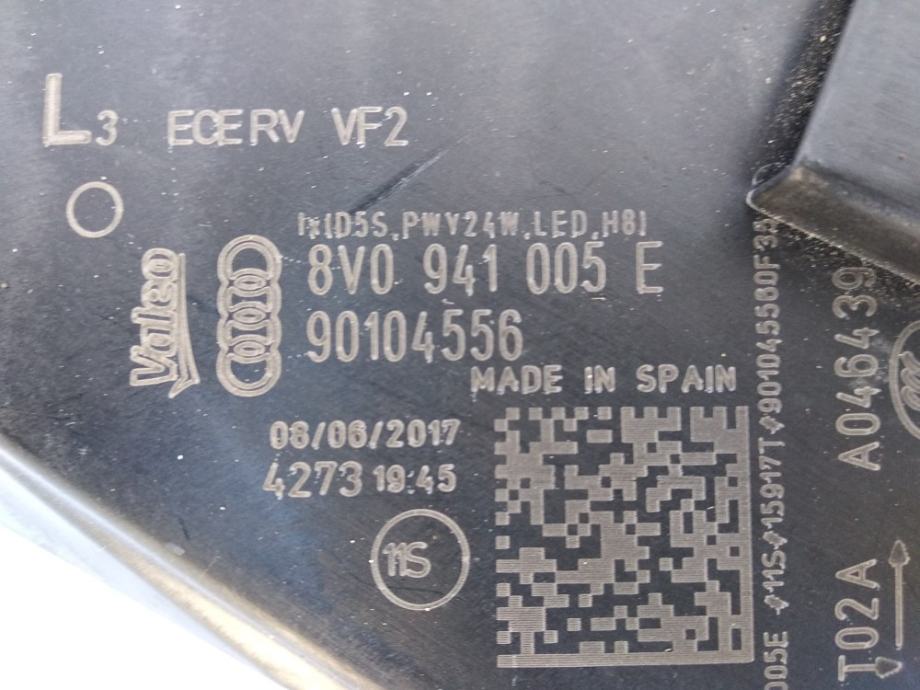 L3 ECE RV VF2
1x(D5S,PWY24W,LED,H8)
Valeo
8V0 941 005 E
90104556
MADE IN SPAIN
08/06/2017
4273 19:45
11S
A046439
T02A